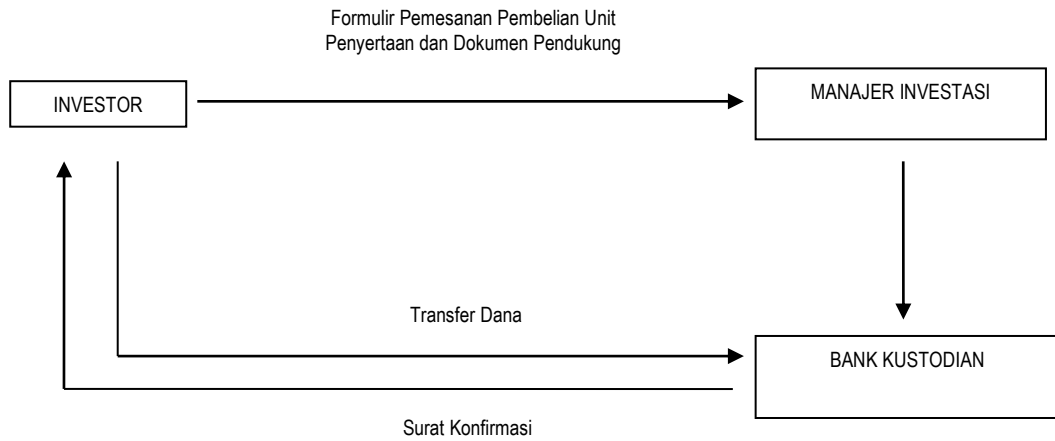 Formulir Pemesanan Pembelian Unit
Penyertaan dan Dokumen Pendukung
INVESTOR
MANAJER INVESTASI
Transfer Dana
BANK KUSTODIAN
Surat Konfirmasi